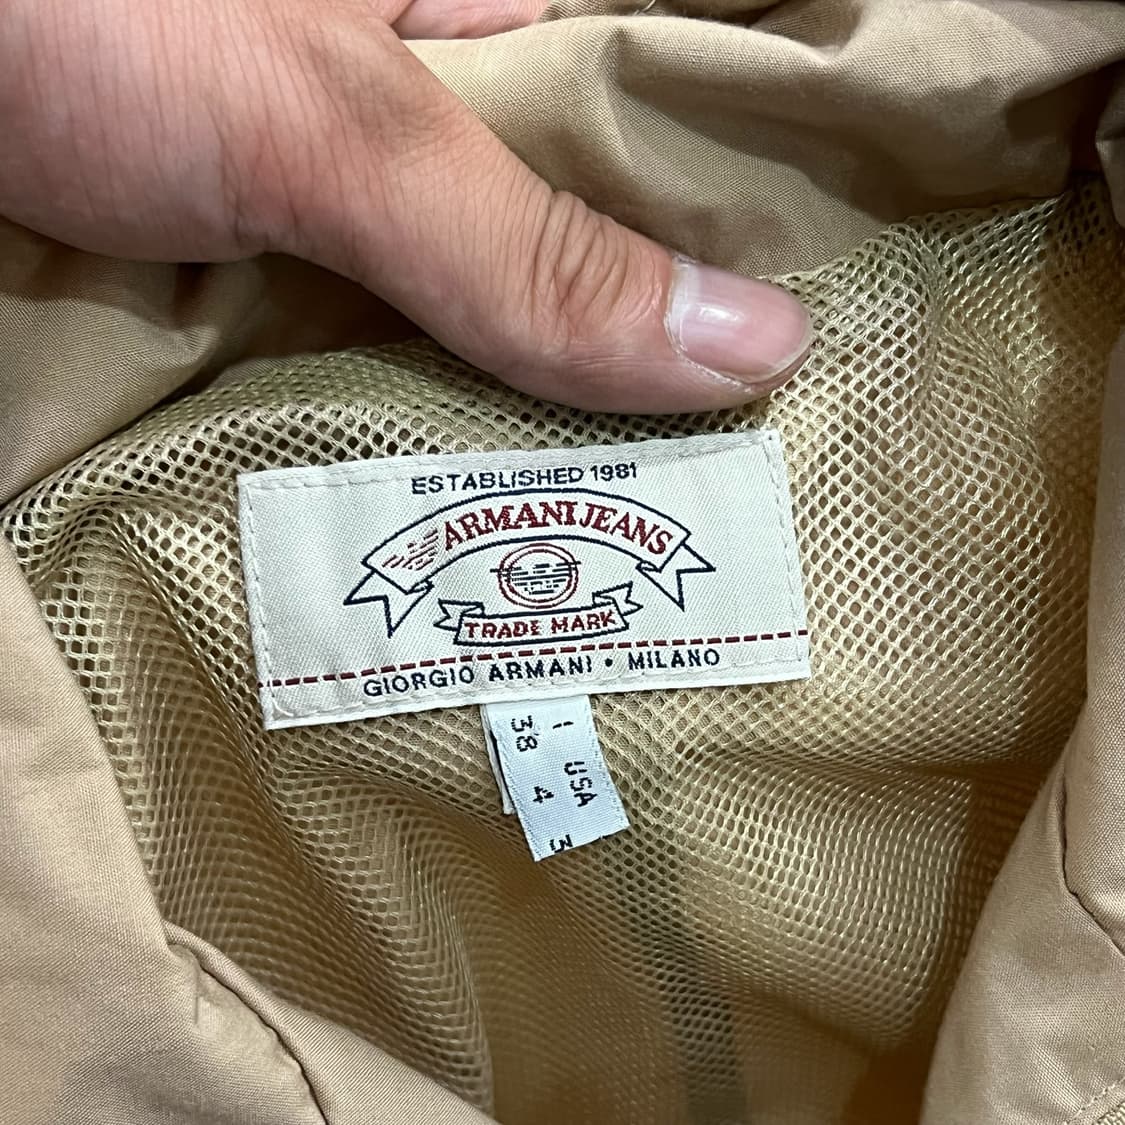 ESTABLISHED 1981
ARMANI JEANS
TRADE MARK
GIORGIO ARMANI • MILANO
I USA
38 4